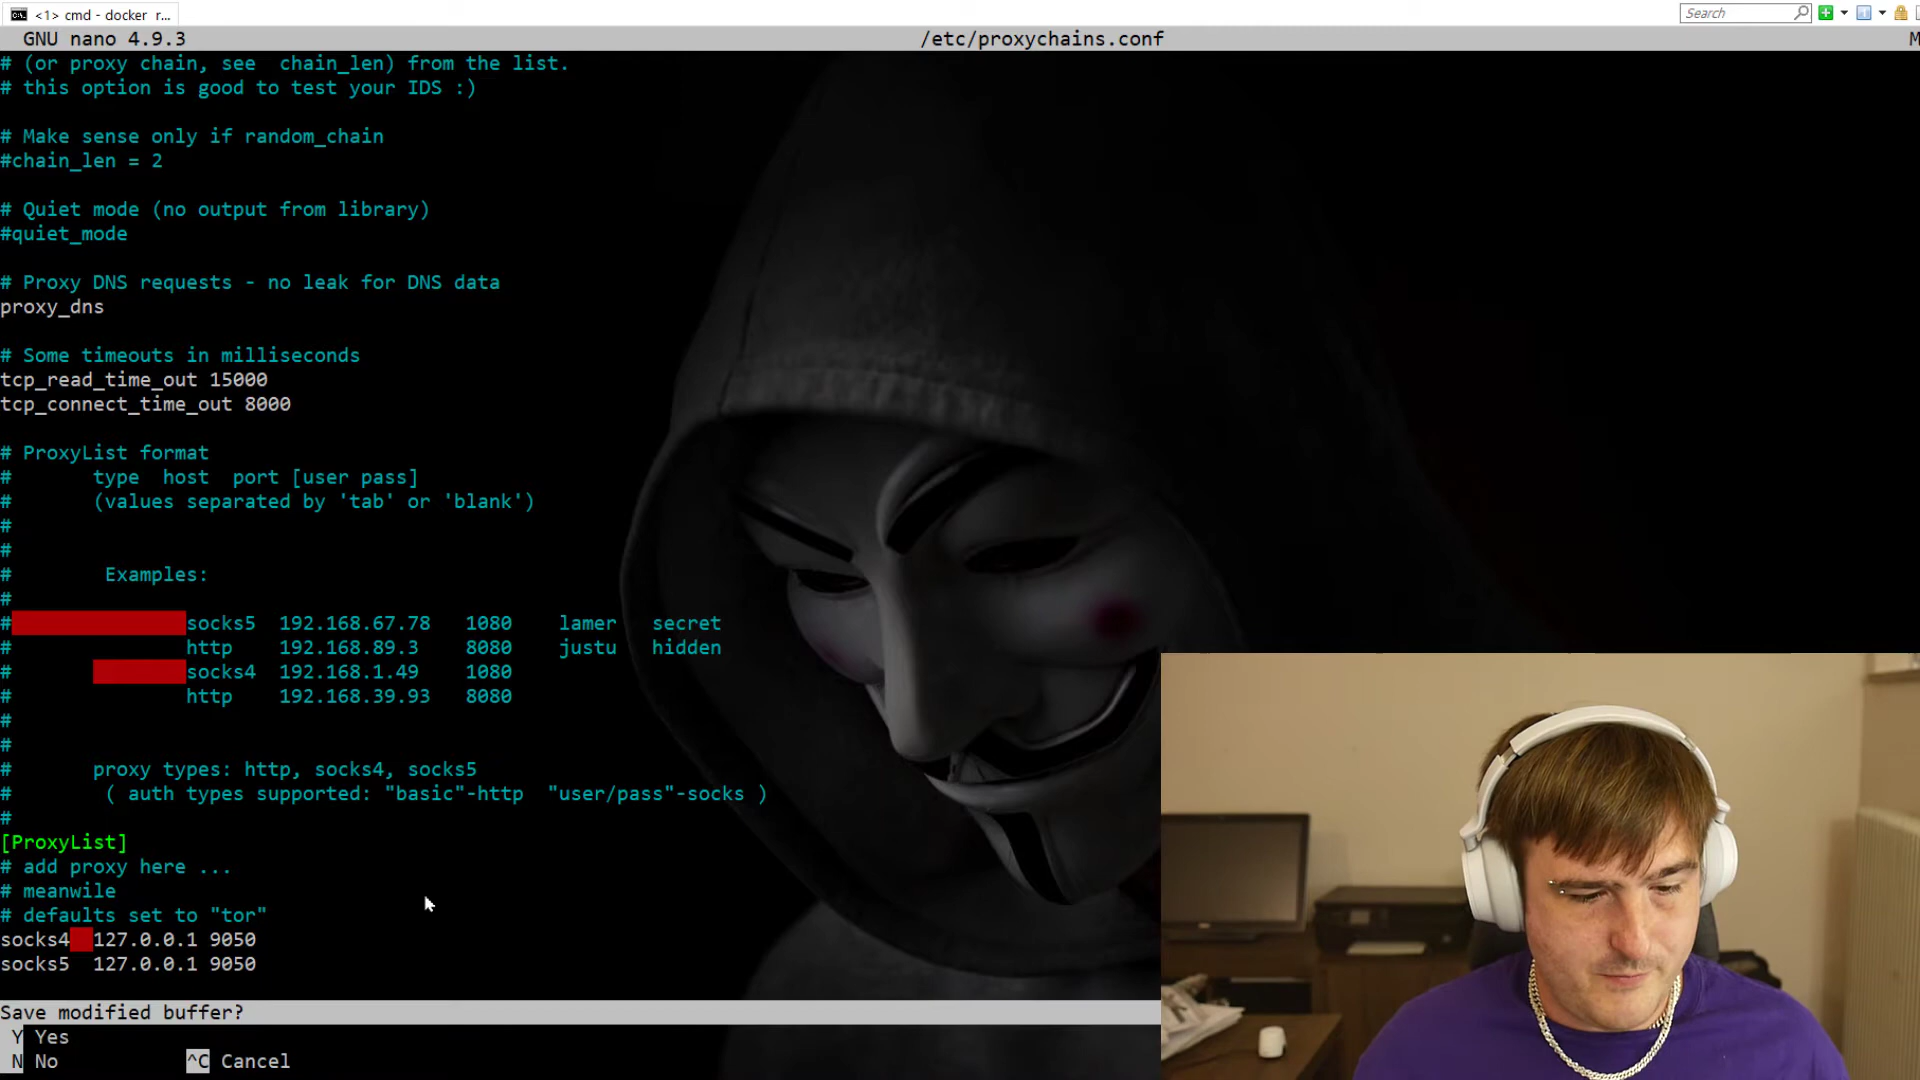 <1> cmd - docker r...
Search
GNU nano 4.9.3 /etc/proxychains.conf M
# (or proxy chain, see  chain_len) from the list.
# this option is good to test your IDS :)
# Make sense only if random_chain
#chain_len = 2
# Quiet mode (no output from library)
#quiet_mode
# Proxy DNS requests - no leak for DNS data
proxy_dns
# Some timeouts in milliseconds
tcp_read_time_out 15000
tcp_connect_time_out 8000
# ProxyList format
#       type  host  port [user pass]
#       (values separated by 'tab' or 'blank')
#
#
#        Examples:
#
#               socks5  192.168.67.78   1080    lamer   secret
#               http    192.168.89.3    8080    justu   hidden
#               socks4  192.168.1.49    1080
#               http    192.168.39.93   8080
#
#
#       proxy types: http, socks4, socks5
#        ( auth types supported: "basic"-http  "user/pass"-socks )
#
[ProxyList]
# add proxy here ...
# meanwile
# defaults set to "tor"
socks4  127.0.0.1 9050
socks5  127.0.0.1 9050
Save modified buffer?
Y Yes
N No ^C Cancel